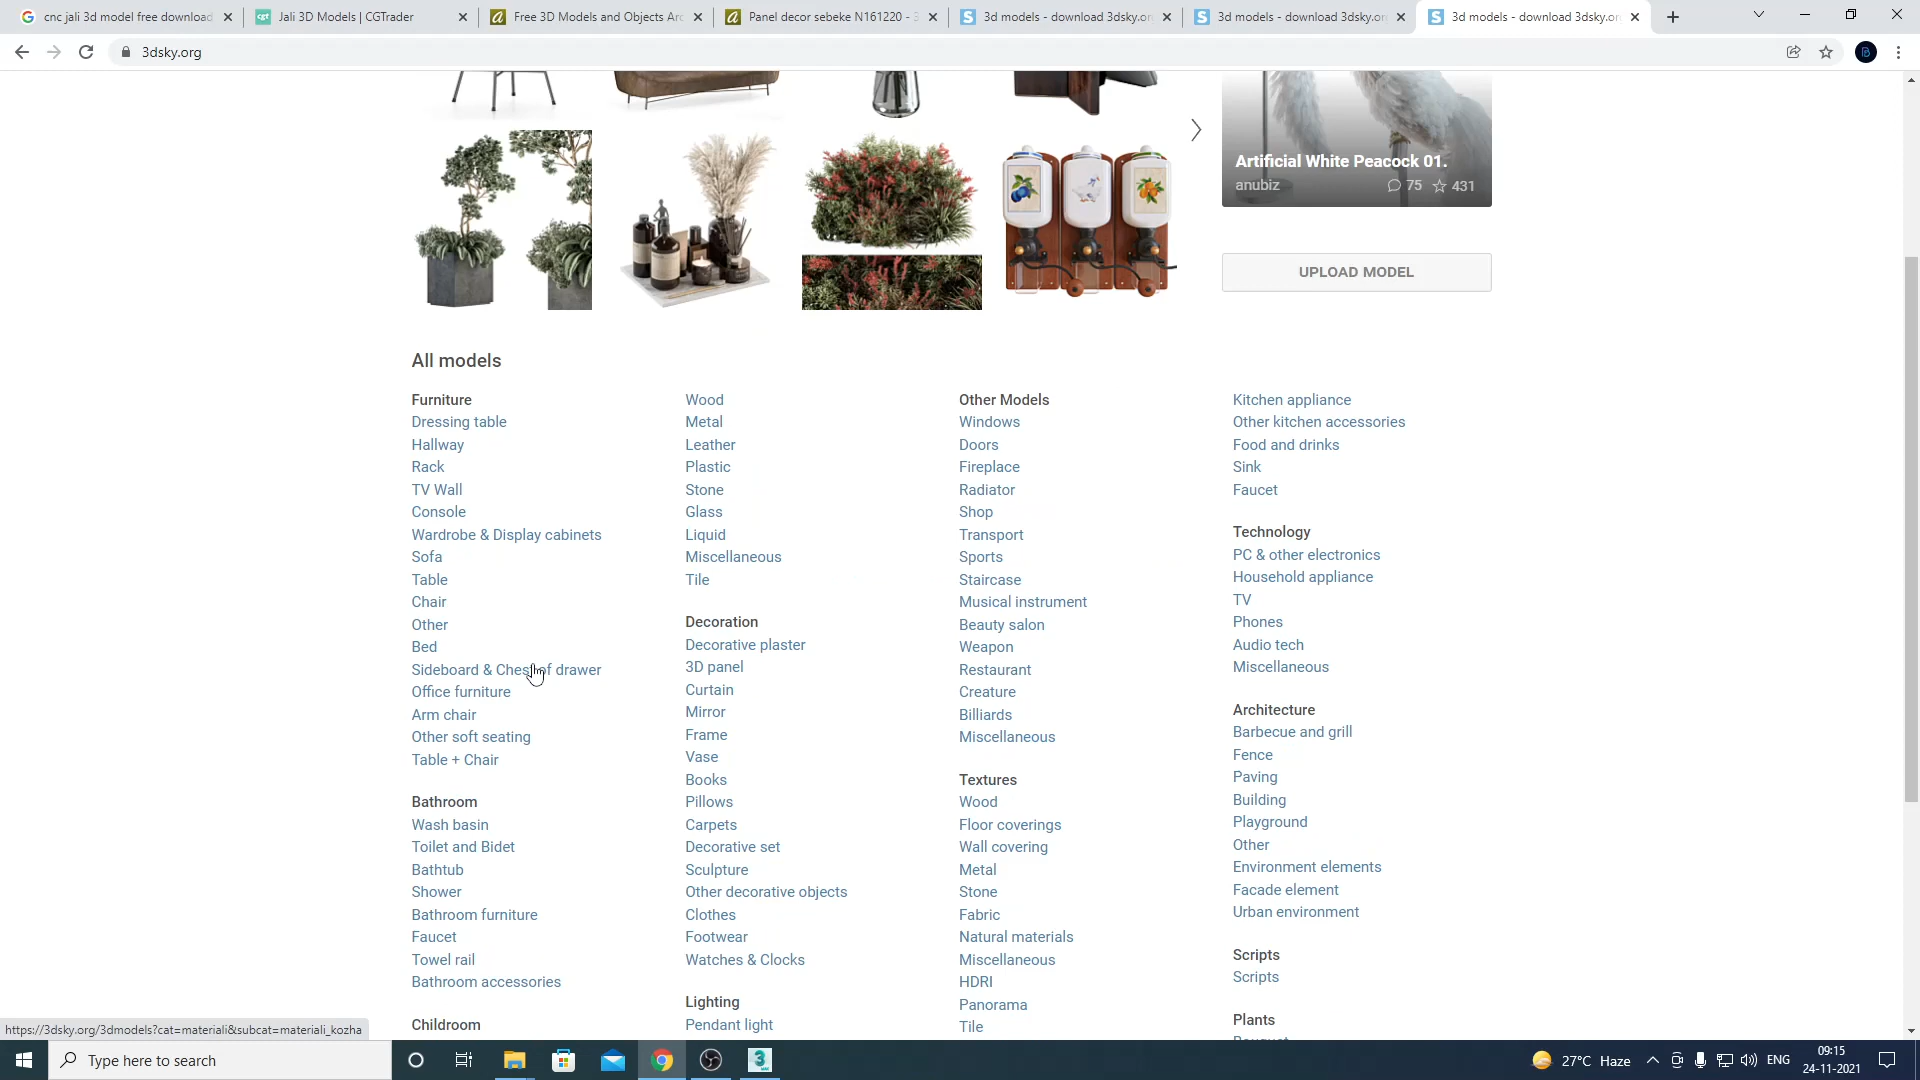 cnc jali 3d model free download
Jali 3D Models | CGTrader
Free 3D Models and Objects Arc
Panel decor sebeke N161220 - 3
3d models - download 3dsky.or
3d models - download 3dsky.or
3d models - download 3dsky.or
3dsky.org
Artificial White Peacock 01.
anubiz 75 431
UPLOAD MODEL
All models
Furniture
Dressing table
Hallway
Rack
TV Wall
Console
Wardrobe & Display cabinets
Sofa
Table
Chair
Other
Bed
Sideboard & Chest of drawer
Office furniture
Arm chair
Other soft seating
Table + Chair
Bathroom
Wash basin
Toilet and Bidet
Bathtub
Shower
Bathroom furniture
Faucet
Towel rail
Bathroom accessories
Childroom
Wood
Metal
Leather
Plastic
Stone
Glass
Liquid
Miscellaneous
Tile
Decoration
Decorative plaster
3D panel
Curtain
Mirror
Frame
Vase
Books
Pillows
Carpets
Decorative set
Sculpture
Other decorative objects
Clothes
Footwear
Watches & Clocks
Lighting
Pendant light
Other Models
Windows
Doors
Fireplace
Radiator
Shop
Transport
Sports
Staircase
Musical instrument
Beauty salon
Weapon
Restaurant
Creature
Billiards
Miscellaneous
Textures
Wood
Floor coverings
Wall covering
Metal
Stone
Fabric
Natural materials
Miscellaneous
HDRI
Panorama
Tile
Kitchen appliance
Other kitchen accessories
Food and drinks
Sink
Faucet
Technology
PC & other electronics
Household appliance
TV
Phones
Audio tech
Miscellaneous
Architecture
Barbecue and grill
Fence
Paving
Building
Playground
Other
Environment elements
Facade element
Urban environment
Scripts
Scripts
Plants
https://3dsky.org/3dmodels?cat=materiali&subcat=materiali_kozha
Type here to search
27°C Haze
ENG
09:15
24-11-2021